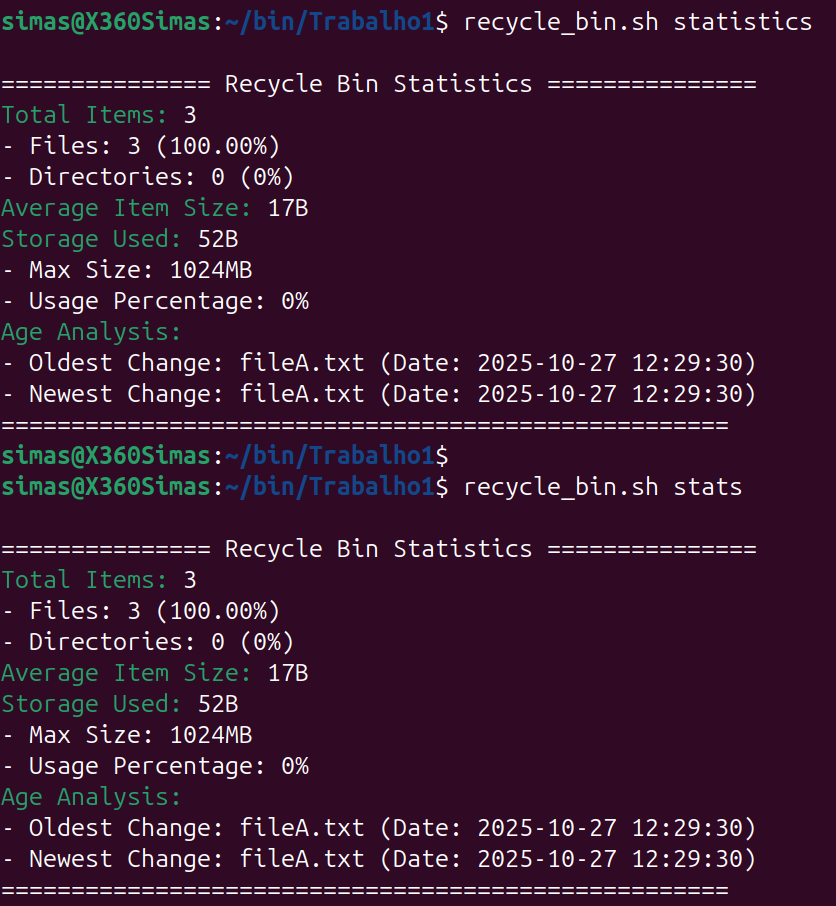 simas@X360Simas:~/bin/Trabalho1$ recycle_bin.sh statistics
=============== Recycle Bin Statistics ===============
Total Items: 3
- Files: 3 (100.00%)
- Directories: 0 (0%)
Average Item Size: 17B
Storage Used: 52B
- Max Size: 1024MB
- Usage Percentage: 0%
Age Analysis:
- Oldest Change: fileA.txt (Date: 2025-10-27 12:29:30)
- Newest Change: fileA.txt (Date: 2025-10-27 12:29:30)
====================================================
simas@X360Simas:~/bin/Trabalho1$
simas@X360Simas:~/bin/Trabalho1$ recycle_bin.sh stats
=============== Recycle Bin Statistics ===============
Total Items: 3
- Files: 3 (100.00%)
- Directories: 0 (0%)
Average Item Size: 17B
Storage Used: 52B
- Max Size: 1024MB
- Usage Percentage: 0%
Age Analysis:
- Oldest Change: fileA.txt (Date: 2025-10-27 12:29:30)
- Newest Change: fileA.txt (Date: 2025-10-27 12:29:30)
====================================================